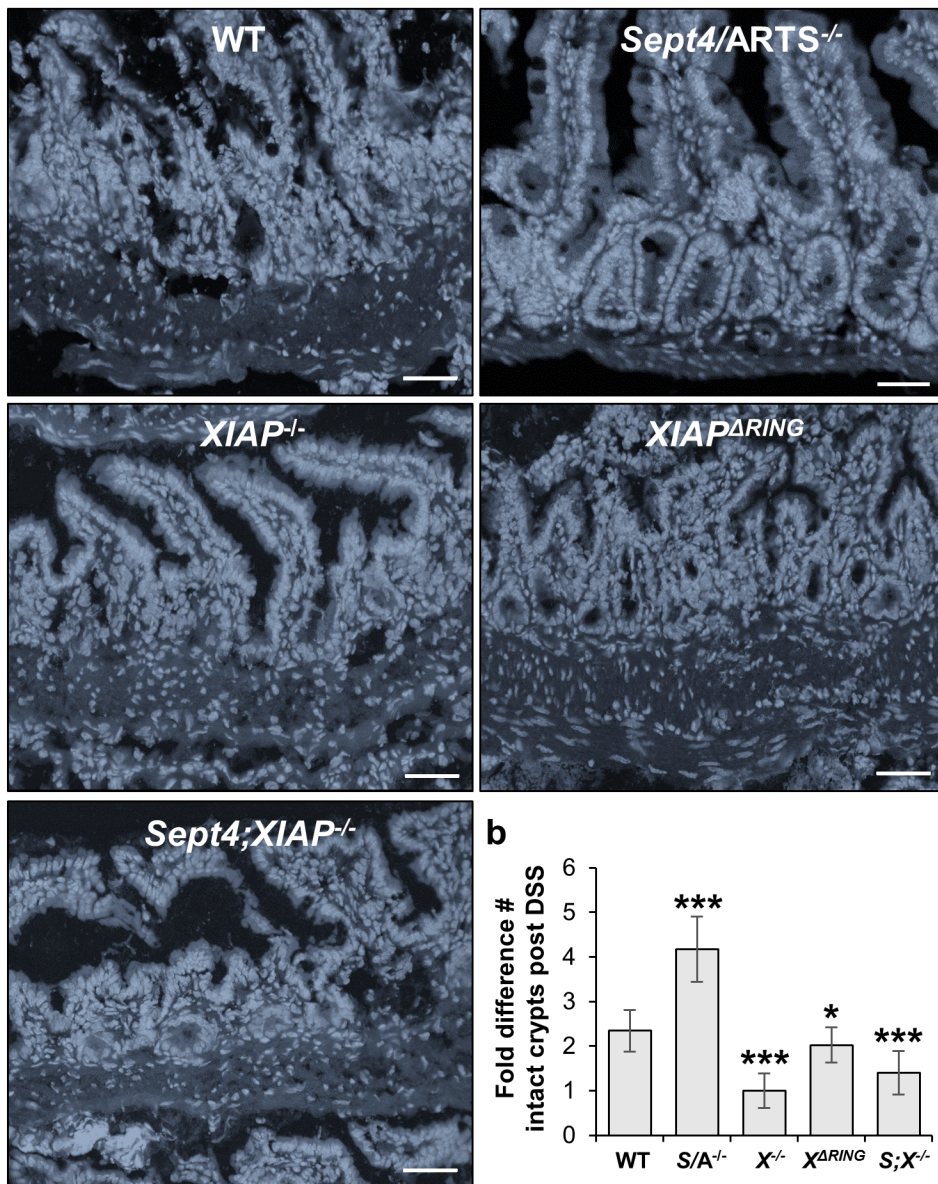 WT
Sept4/ARTS-/-
XIAP-/-
XIAPΔRING
Sept4;XIAP-/-
b
Fold difference #
intact crypts post DSS
6
5
4
3
2
1
0
***
***
*
***
WT
S/A-/-
X-/-
XΔRING
S;X-/-